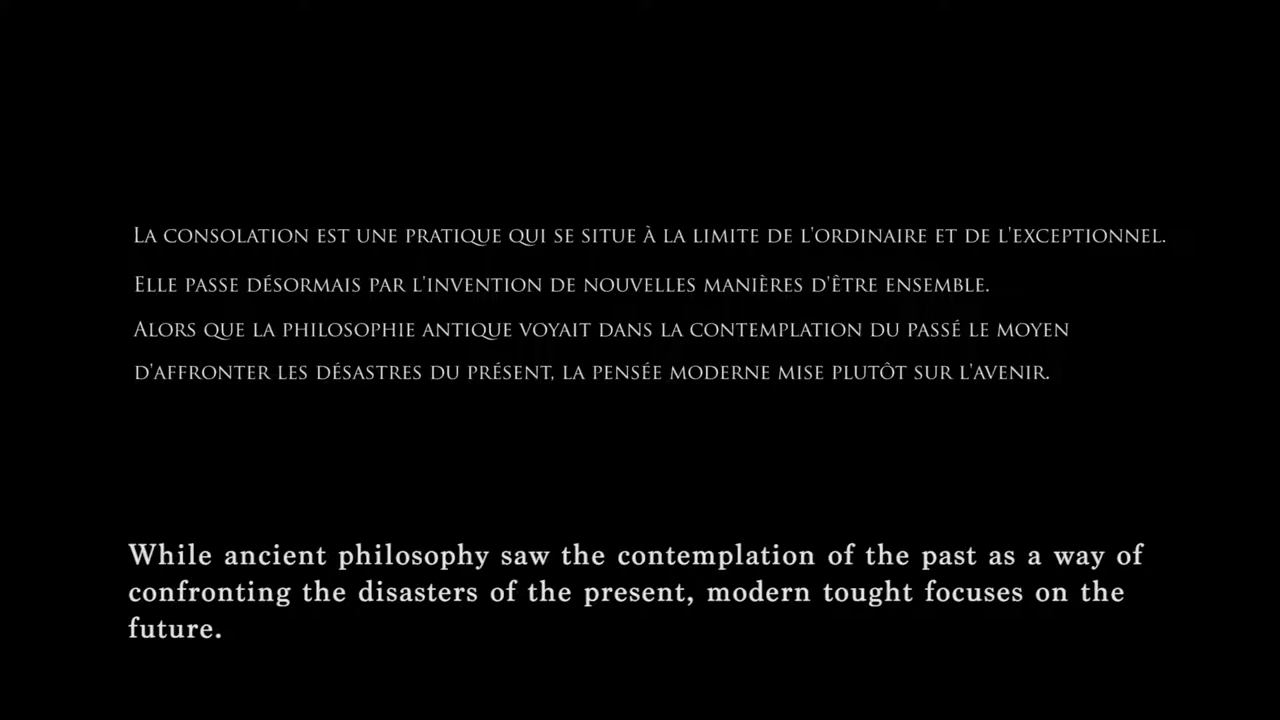 La consolation est une pratique qui se situe à la limite de l'ordinaire et de l'exceptionnel.
Elle passe désormais par l'invention de nouvelles manières d'être ensemble.
Alors que la philosophie antique voyait dans la contemplation du passé le moyen
d'affronter les désastres du présent, la pensée moderne mise plutôt sur l'avenir.
While ancient philosophy saw the contemplation of the past as a way of
confronting the disasters of the present, modern tought focuses on the
future.